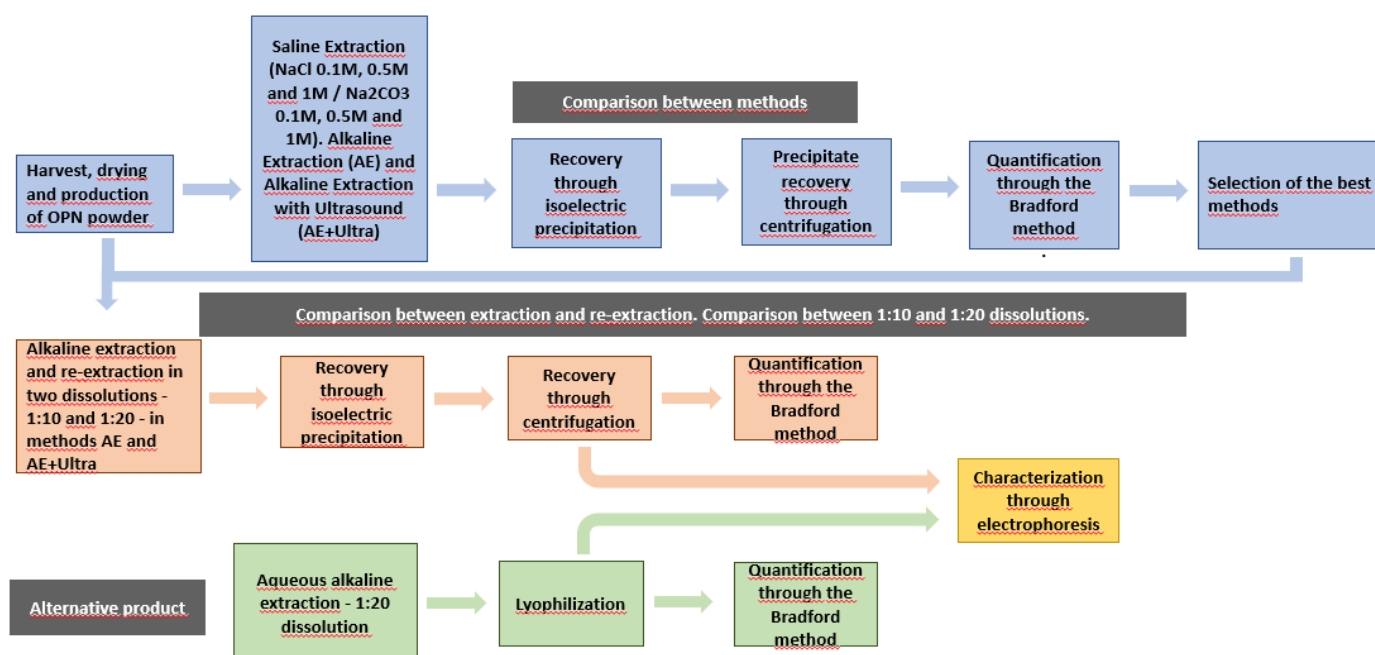 Saline Extraction
(NaCl 0.1M, 0.5M
and 1M / Na2CO3
0.1M, 0.5M and
1M). Alkaline
Extraction (AE) and
Alkaline Extraction
with Ultrasound
(AE+Ultra)
Comparison between methods
Harvest, drying
and production
of OPN powder
Recovery
through
isoelectric
precipitation
Precipitate
recovery
through
centrifugation
Quantification
through the
Bradford
method
.
Selection of the best
methods
Comparison between extraction and re-extraction. Comparison between 1:10 and 1:20 dissolutions.
Alkaline extraction
and re-extraction in
two dissolutions -
1:10 and 1:20 - in
methods AE and
AE+Ultra
Recovery
through
isoelectric
precipitation
Recovery
through
centrifugation
Quantification
through the
Bradford
method
Characterization
through
electrophoresis
Alternative product
Aqueous alkaline
extraction - 1:20
dissolution
Lyophilization
Quantification
through the
Bradford
method